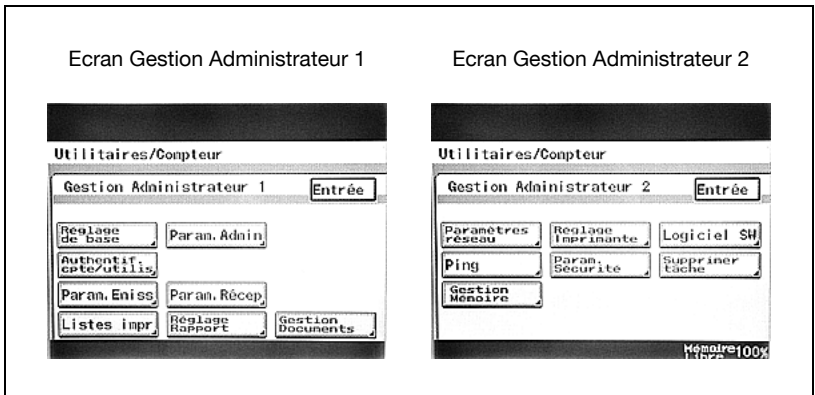 Ecran Gestion Administrateur 1
Utilitaires/Compteur
Gestion Administrateur 1
Entrée
Réglage
de base
Param.Admin
Authentif.
cpte/utilis
Param.Emiss
Param.Récep
Listes impr
Réglage
Rapport
Gestion
Documents
Ecran Gestion Administrateur 2
Utilitaires/Compteur
Gestion Administrateur 2
Entrée
Paramètres
réseau
Réglage
Imprimante
Logiciel SW
Ping
Param.
Sécurité
Supprimer
tâche
Gestion
Mémoire
Mémoire
Libre 100%